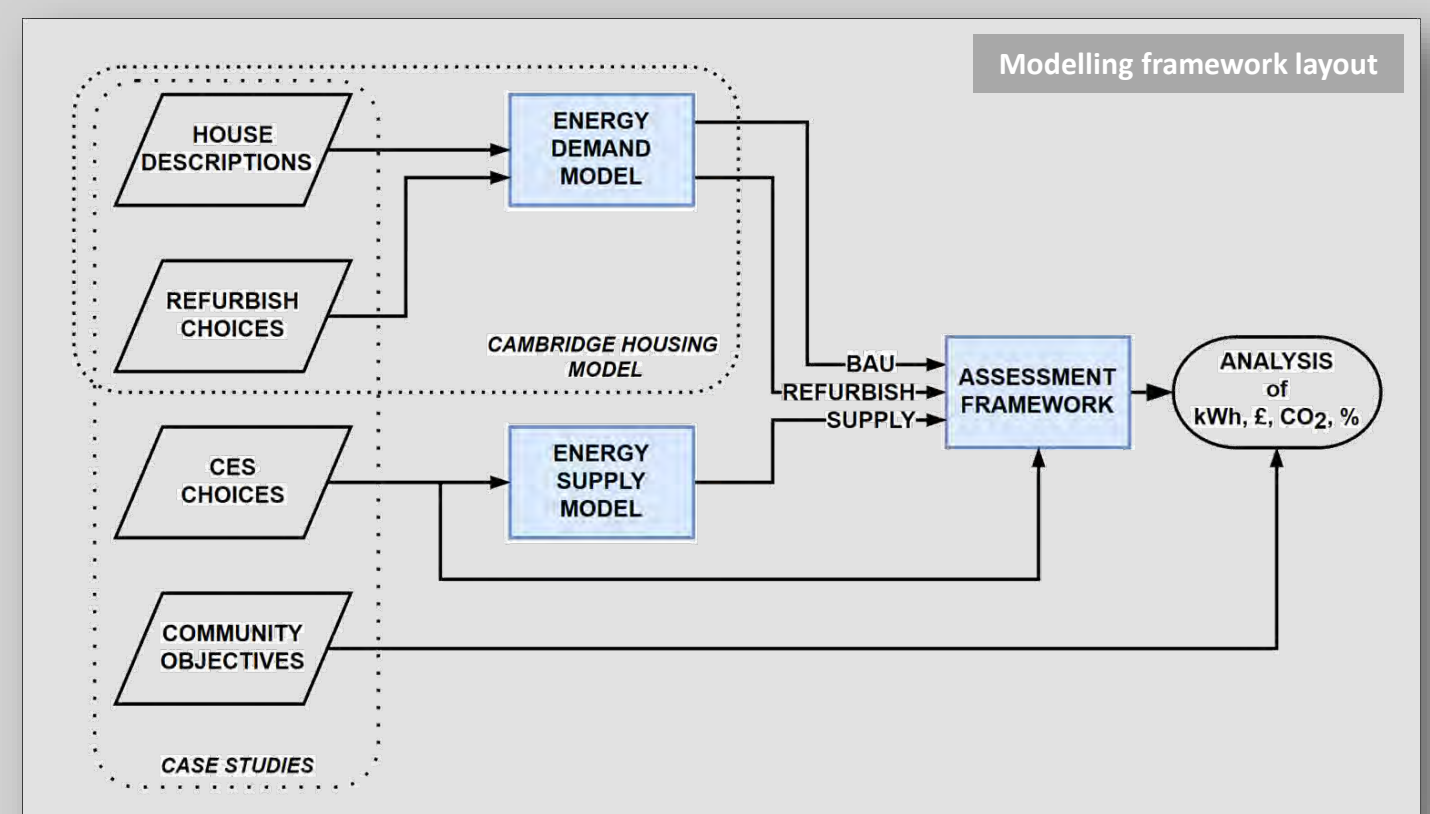 Modelling framework layout
HOUSE
DESCRIPTIONS
ENERGY
DEMAND
MODEL
REFURBISH
CHOICES
CAMBRIDGE HOUSING
MODEL
BAU
REFURBISH
SUPPLY
ASSESSMENT
FRAMEWORK
ANALYSIS
of
kWh, £, CO2, %
CES
CHOICES
ENERGY
SUPPLY
MODEL
COMMUNITY
OBJECTIVES
CASE STUDIES